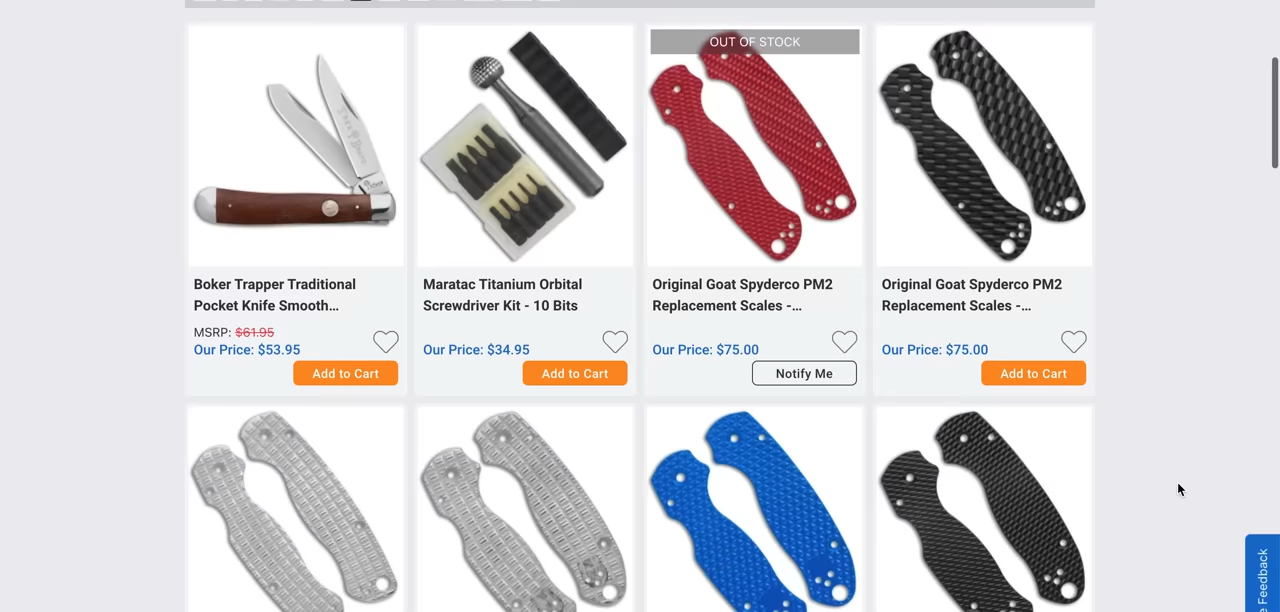 OUT OF STOCK
Boker Trapper Traditional
Pocket Knife Smooth...
MSRP: $61.95
Our Price: $53.95
Add to Cart
Maratac Titanium Orbital
Screwdriver Kit - 10 Bits
Our Price: $34.95
Add to Cart
Original Goat Spyderco PM2
Replacement Scales -...
Our Price: $75.00
Notify Me
Original Goat Spyderco PM2
Replacement Scales -...
Our Price: $75.00
Add to Cart
Feedback